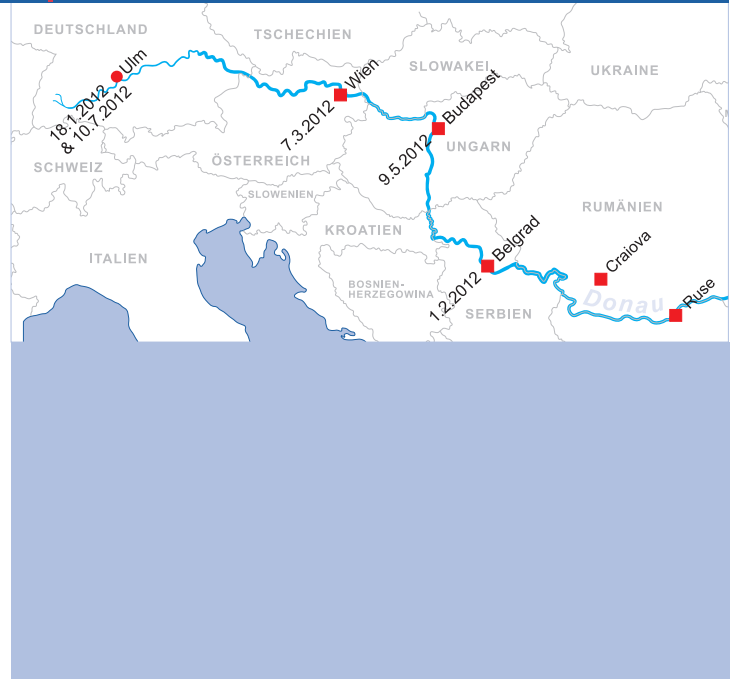 DEUTSCHLAND
TSCHECHIEN
SLOWAKEI
UKRAINE
Ulm
18.1.2012
& 10.7.2012
Wien
7.3.2012
Budapest
9.5.2012
UNGARN
SCHWEIZ
ÖSTERREICH
SLOWENIEN
KROATIEN
RUMÄNIEN
ITALIEN
BOSNIEN-
HERZEGOWINA
Belgrad
1.2.2012
SERBIEN
Craiova
Donau
Ruse